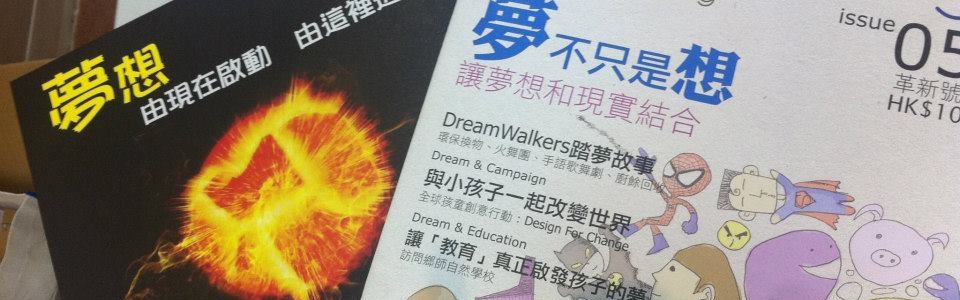 夢想
由現在啟動 由這裡
夢不只是想
讓夢想和現實結合
issue
05
革新號
HK$10
DreamWalkers踏夢故事
環保換物、火舞團、手語歌舞劇、廚餘回收
Dream & Campaign
與小孩子一起改變世界
全球孩童創意行動：Design For Change
Dream & Education
讓「教育」真正啟發孩子的夢
訪問鄉師自然學校